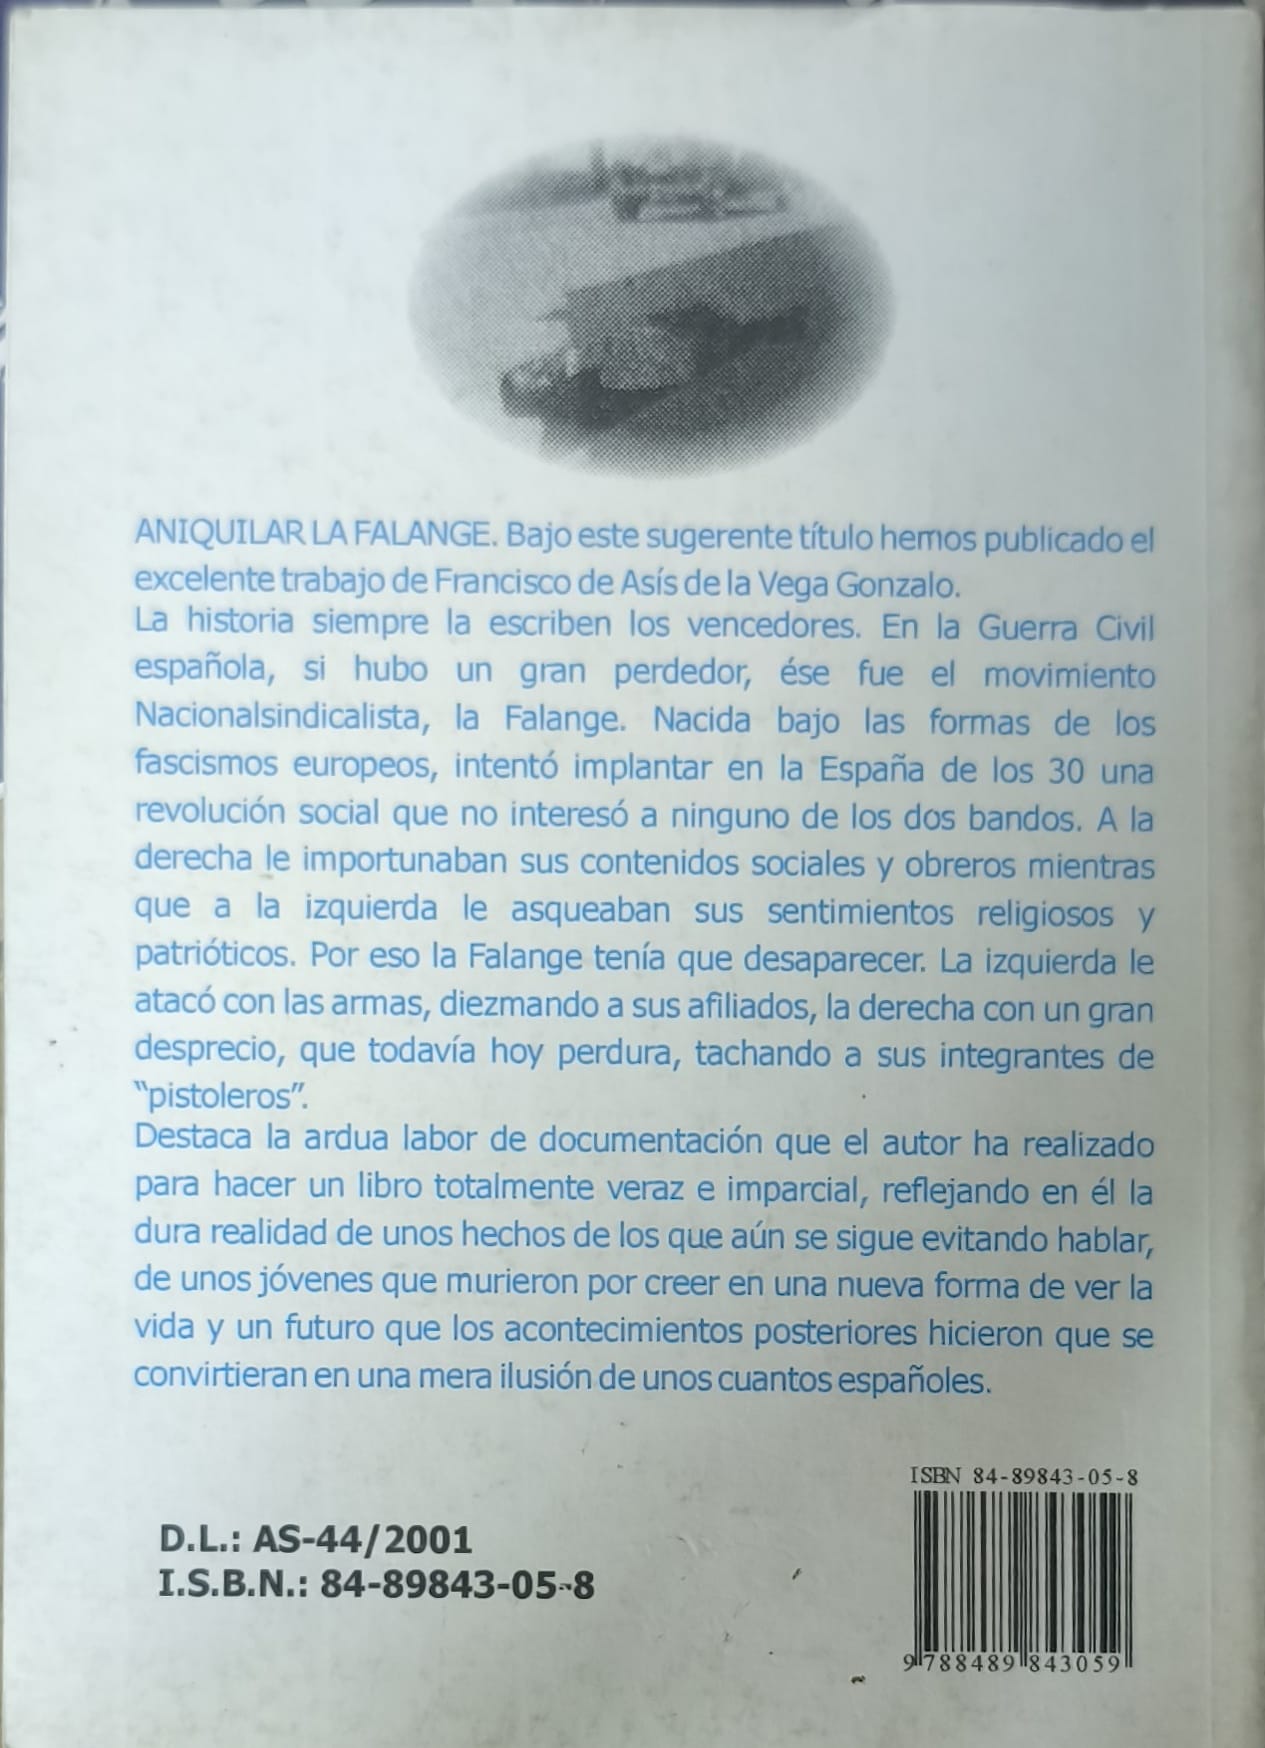 ANIQUILAR LA FALANGE. Bajo este sugerente título hemos publicado el
excelente trabajo de Francisco de Asís de la Vega Gonzalo.
La historia siempre la escriben los vencedores. En la Guerra Civil
española, si hubo un gran perdedor, ése fue el movimiento
Nacionalsindicalista, la Falange. Nacida bajo las formas de los
fascismos europeos, intentó implantar en la España de los 30 una
revolución social que no interesó a ninguno de los dos bandos. A la
derecha le importunaban sus contenidos sociales y obreros mientras
que a la izquierda le asqueaban sus sentimientos religiosos y
patrióticos. Por eso la Falange tenía que desaparecer. La izquierda le
atacó con las armas, diezmando a sus afiliados, la derecha con un gran
desprecio, que todavía hoy perdura, tachando a sus integrantes de
“pistoleros”.
Destaca la ardua labor de documentación que el autor ha realizado
para hacer un libro totalmente veraz e imparcial, reflejando en él la
dura realidad de unos hechos de los que aún se sigue evitando hablar,
de unos jóvenes que murieron por creer en una nueva forma de ver la
vida y un futuro que los acontecimientos posteriores hicieron que se
convirtieran en una mera ilusión de unos cuantos españoles.
ISBN 84-89843-05-8
D.L.: AS-44/2001
I.S.B.N.: 84-89843-05-8
9 788489 843059